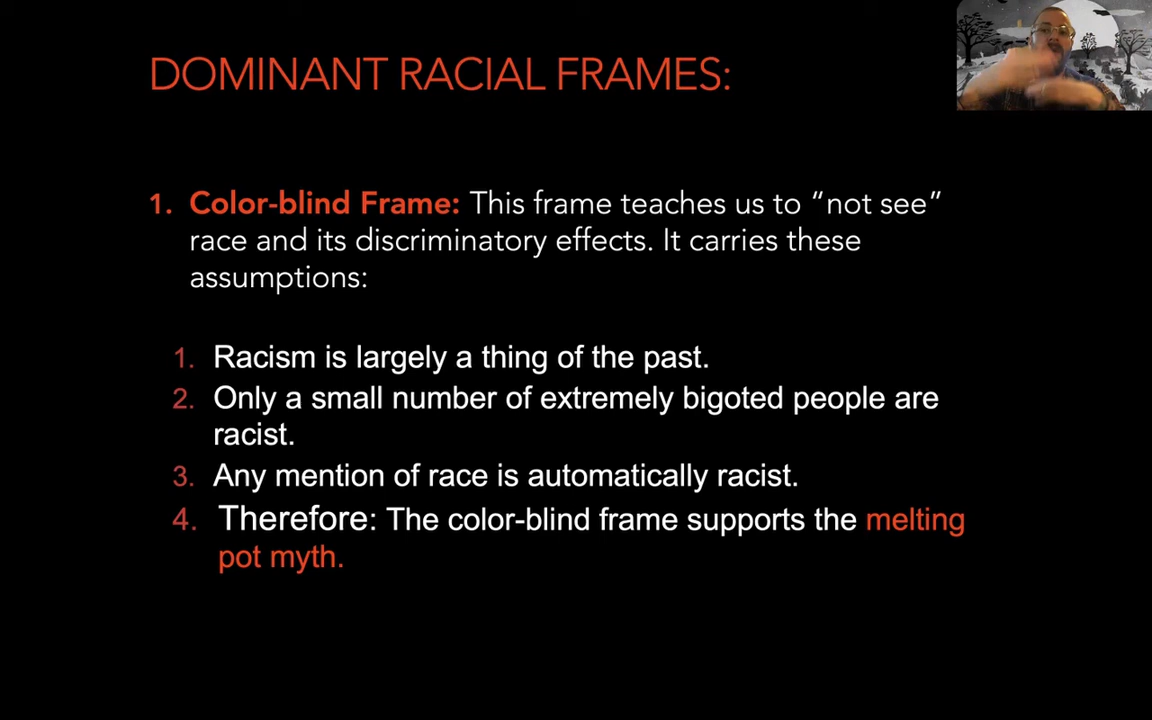 DOMINANT RACIAL FRAMES:
1. Color-blind Frame: This frame teaches us to “not see”
race and its discriminatory effects. It carries these
assumptions:
1. Racism is largely a thing of the past.
2. Only a small number of extremely bigoted people are
racist.
3. Any mention of race is automatically racist.
4. Therefore: The color-blind frame supports the melting
pot myth.